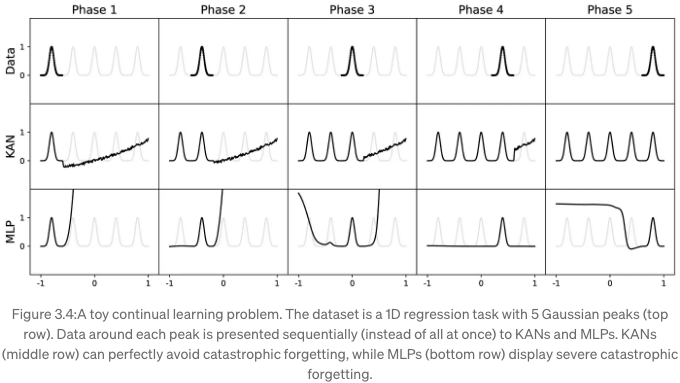 Phase 1 Phase 2 Phase 3 Phase 4 Phase 5
Data
1
0
KAN
1
0
MLP
1
0
-1 0 1 -1 0 1 -1 0 1 -1 0 1 -1 0 1
Figure 3.4:A toy continual learning problem. The dataset is a 1D regression task with 5 Gaussian peaks (top
row). Data around each peak is presented sequentially (instead of all at once) to KANs and MLPs. KANs
(middle row) can perfectly avoid catastrophic forgetting, while MLPs (bottom row) display severe catastrophic
forgetting.